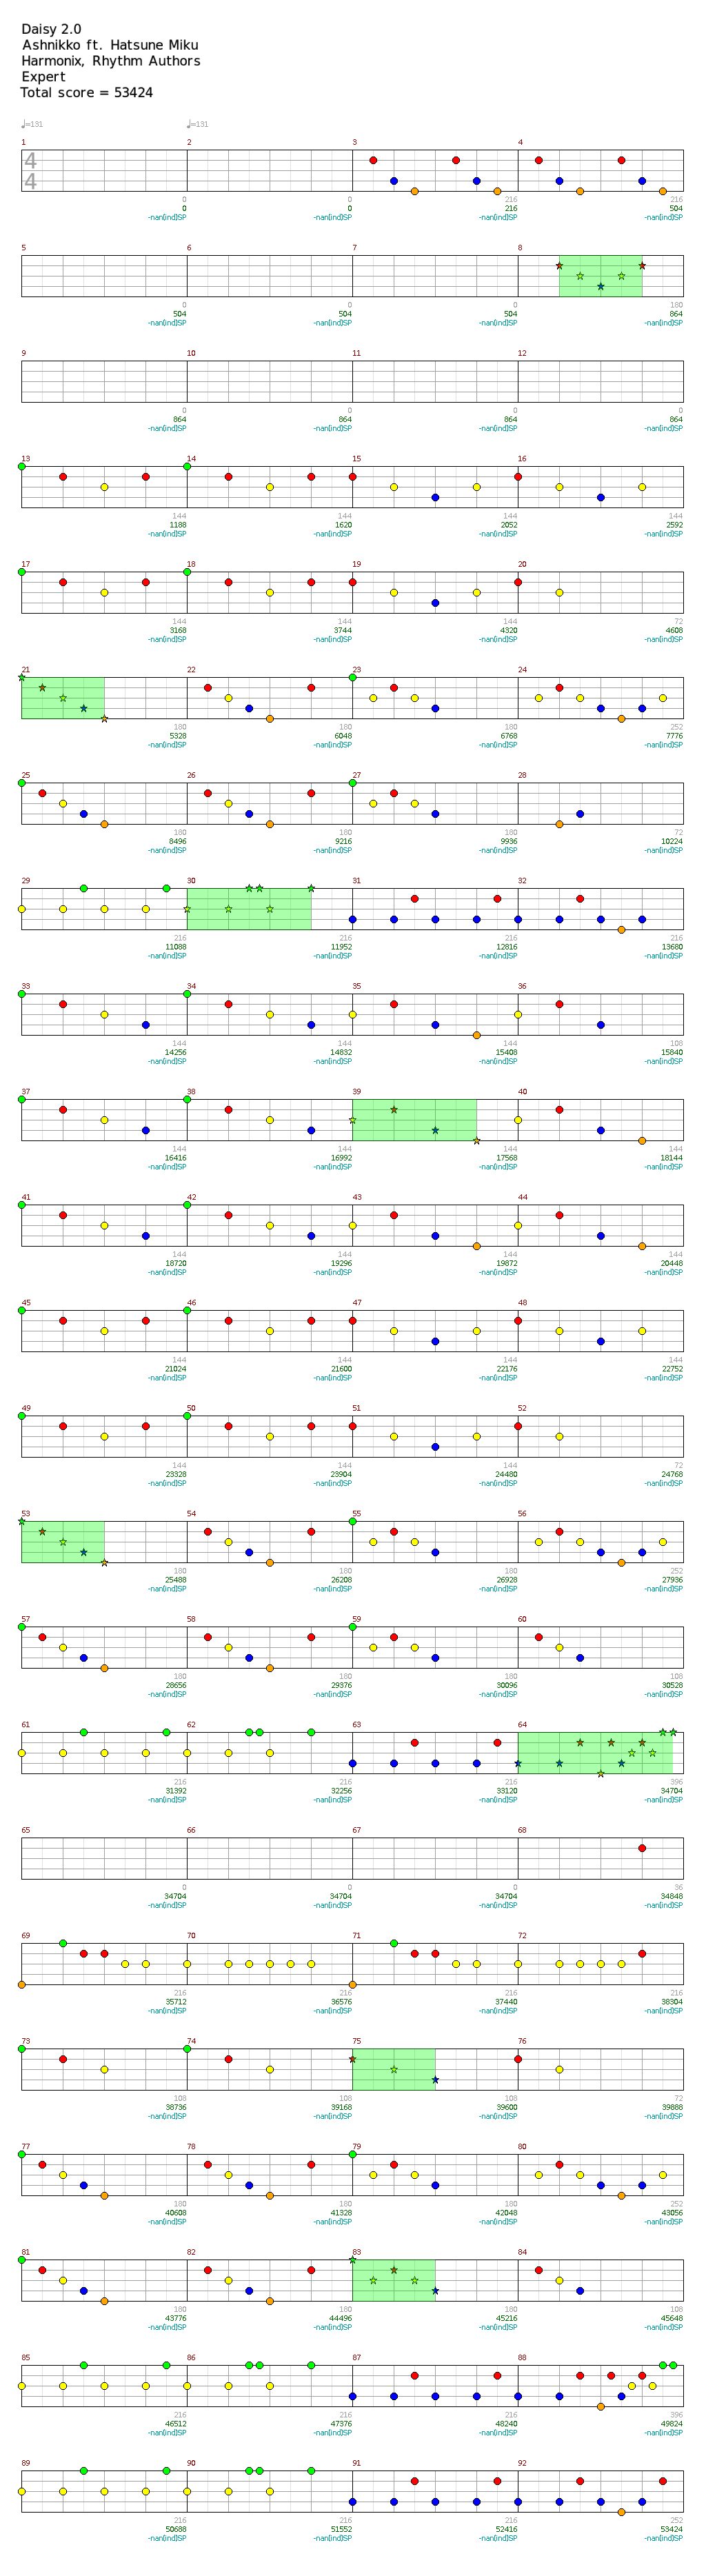 Daisy 2.0
Ashnikko ft. Hatsune Miku
Harmonix, Rhythm Authors
Expert
Total score = 53424
♩=131 ♩=131
1 2 3 4
4
4
0 0 216 216
0 0 216 504
-nan(ind)SP -nan(ind)SP -nan(ind)SP -nan(ind)SP
5 6 7 8
0 0 0 180
504 504 504 864
-nan(ind)SP -nan(ind)SP -nan(ind)SP -nan(ind)SP
9 10 11 12
0 0 0 0
864 864 864 864
-nan(ind)SP -nan(ind)SP -nan(ind)SP -nan(ind)SP
13 14 15 16
144 144 144 144
1188 1620 2052 2592
-nan(ind)SP -nan(ind)SP -nan(ind)SP -nan(ind)SP
17 18 19 20
144 144 144 72
3168 3744 4320 4608
-nan(ind)SP -nan(ind)SP -nan(ind)SP -nan(ind)SP
21 22 23 24
180 180 180 252
5328 6048 6768 7776
-nan(ind)SP -nan(ind)SP -nan(ind)SP -nan(ind)SP
25 26 27 28
180 180 180 72
8496 9216 9936 10224
-nan(ind)SP -nan(ind)SP -nan(ind)SP -nan(ind)SP
29 30 31 32
216 216 216 216
11088 11952 12816 13680
-nan(ind)SP -nan(ind)SP -nan(ind)SP -nan(ind)SP
33 34 35 36
144 144 144 108
14256 14832 15408 15840
-nan(ind)SP -nan(ind)SP -nan(ind)SP -nan(ind)SP
37 38 39 40
144 144 144 144
16416 16992 17568 18144
-nan(ind)SP -nan(ind)SP -nan(ind)SP -nan(ind)SP
41 42 43 44
144 144 144 144
18720 19296 19872 20448
-nan(ind)SP -nan(ind)SP -nan(ind)SP -nan(ind)SP
45 46 47 48
144 144 144 144
21024 21600 22176 22752
-nan(ind)SP -nan(ind)SP -nan(ind)SP -nan(ind)SP
49 50 51 52
144 144 144 72
23328 23904 24480 24768
-nan(ind)SP -nan(ind)SP -nan(ind)SP -nan(ind)SP
53 54 55 56
180 180 180 252
25488 26208 26928 27936
-nan(ind)SP -nan(ind)SP -nan(ind)SP -nan(ind)SP
57 58 59 60
180 180 180 108
28656 29376 30096 30528
-nan(ind)SP -nan(ind)SP -nan(ind)SP -nan(ind)SP
61 62 63 64
216 216 216 396
31392 32256 33120 34704
-nan(ind)SP -nan(ind)SP -nan(ind)SP -nan(ind)SP
65 66 67 68
0 0 0 36
34704 34704 34704 34848
-nan(ind)SP -nan(ind)SP -nan(ind)SP -nan(ind)SP
69 70 71 72
216 216 216 216
35712 36576 37440 38304
-nan(ind)SP -nan(ind)SP -nan(ind)SP -nan(ind)SP
73 74 75 76
108 108 108 72
38736 39168 39600 39888
-nan(ind)SP -nan(ind)SP -nan(ind)SP -nan(ind)SP
77 78 79 80
180 180 180 252
40608 41328 42048 43056
-nan(ind)SP -nan(ind)SP -nan(ind)SP -nan(ind)SP
81 82 83 84
180 180 180 108
43776 44496 45216 45648
-nan(ind)SP -nan(ind)SP -nan(ind)SP -nan(ind)SP
85 86 87 88
216 216 216 396
46512 47376 48240 49824
-nan(ind)SP -nan(ind)SP -nan(ind)SP -nan(ind)SP
89 90 91 92
216 216 216 252
50688 51552 52416 53424
-nan(ind)SP -nan(ind)SP -nan(ind)SP -nan(ind)SP